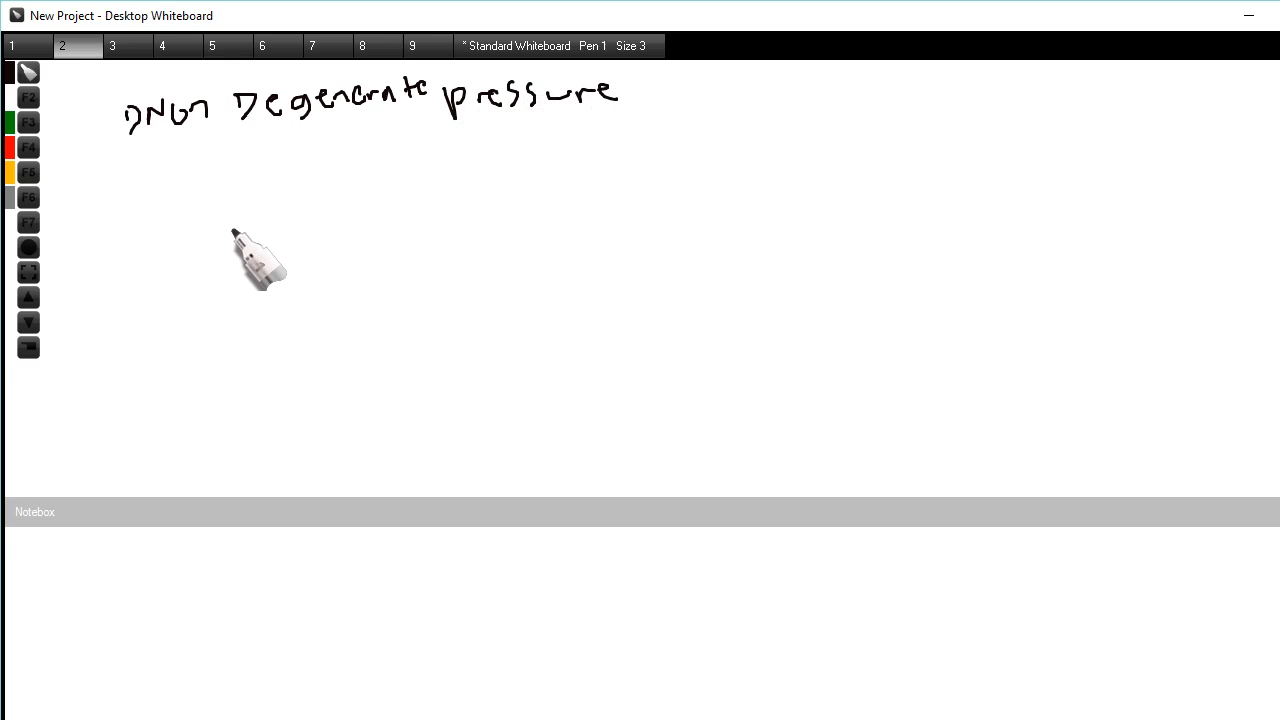 New Project - Desktop Whiteboard
1 2 3 4 5 6 7 8 9 * Standard Whiteboard Pen 1 Size 3
Degenerate pressure
F2
F3
F4
F5
F6
F7
Notebox